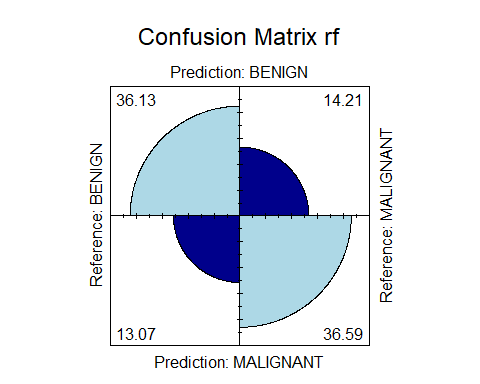 Confusion Matrix rf
Prediction: BENIGN
36.13
14.21
Reference: BENIGN
Reference: MALIGNANT
13.07
36.59
Prediction: MALIGNANT